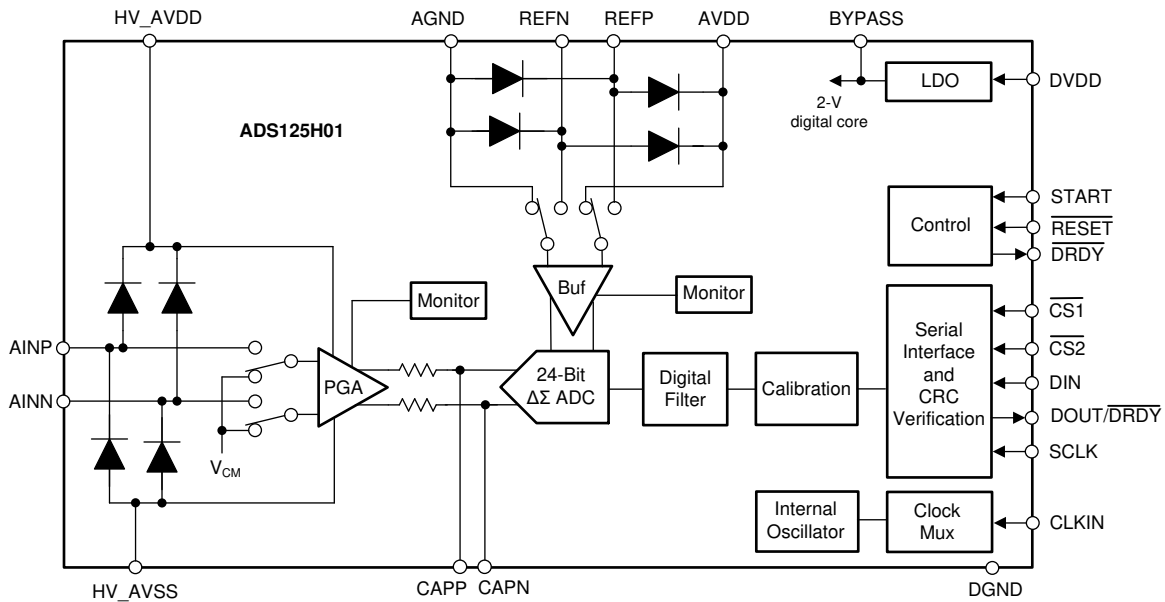 HV_AVDD
AGND
REFN
REFP
AVDD
BYPASS
LDO
DVDD
2-V
digital core
ADS125H01
START
Control
RESET
DRDY
Buf
Monitor
Monitor
CS1
AINP
Serial
Interface
and
CRC
Verification
CS2
PGA
24-Bit
ΔΣ ADC
Digital
Filter
Calibration
DIN
AINN
DOUT/DRDY
VCM
SCLK
Internal
Oscillator
Clock
Mux
CLKIN
HV_AVSS
CAPP
CAPN
DGND